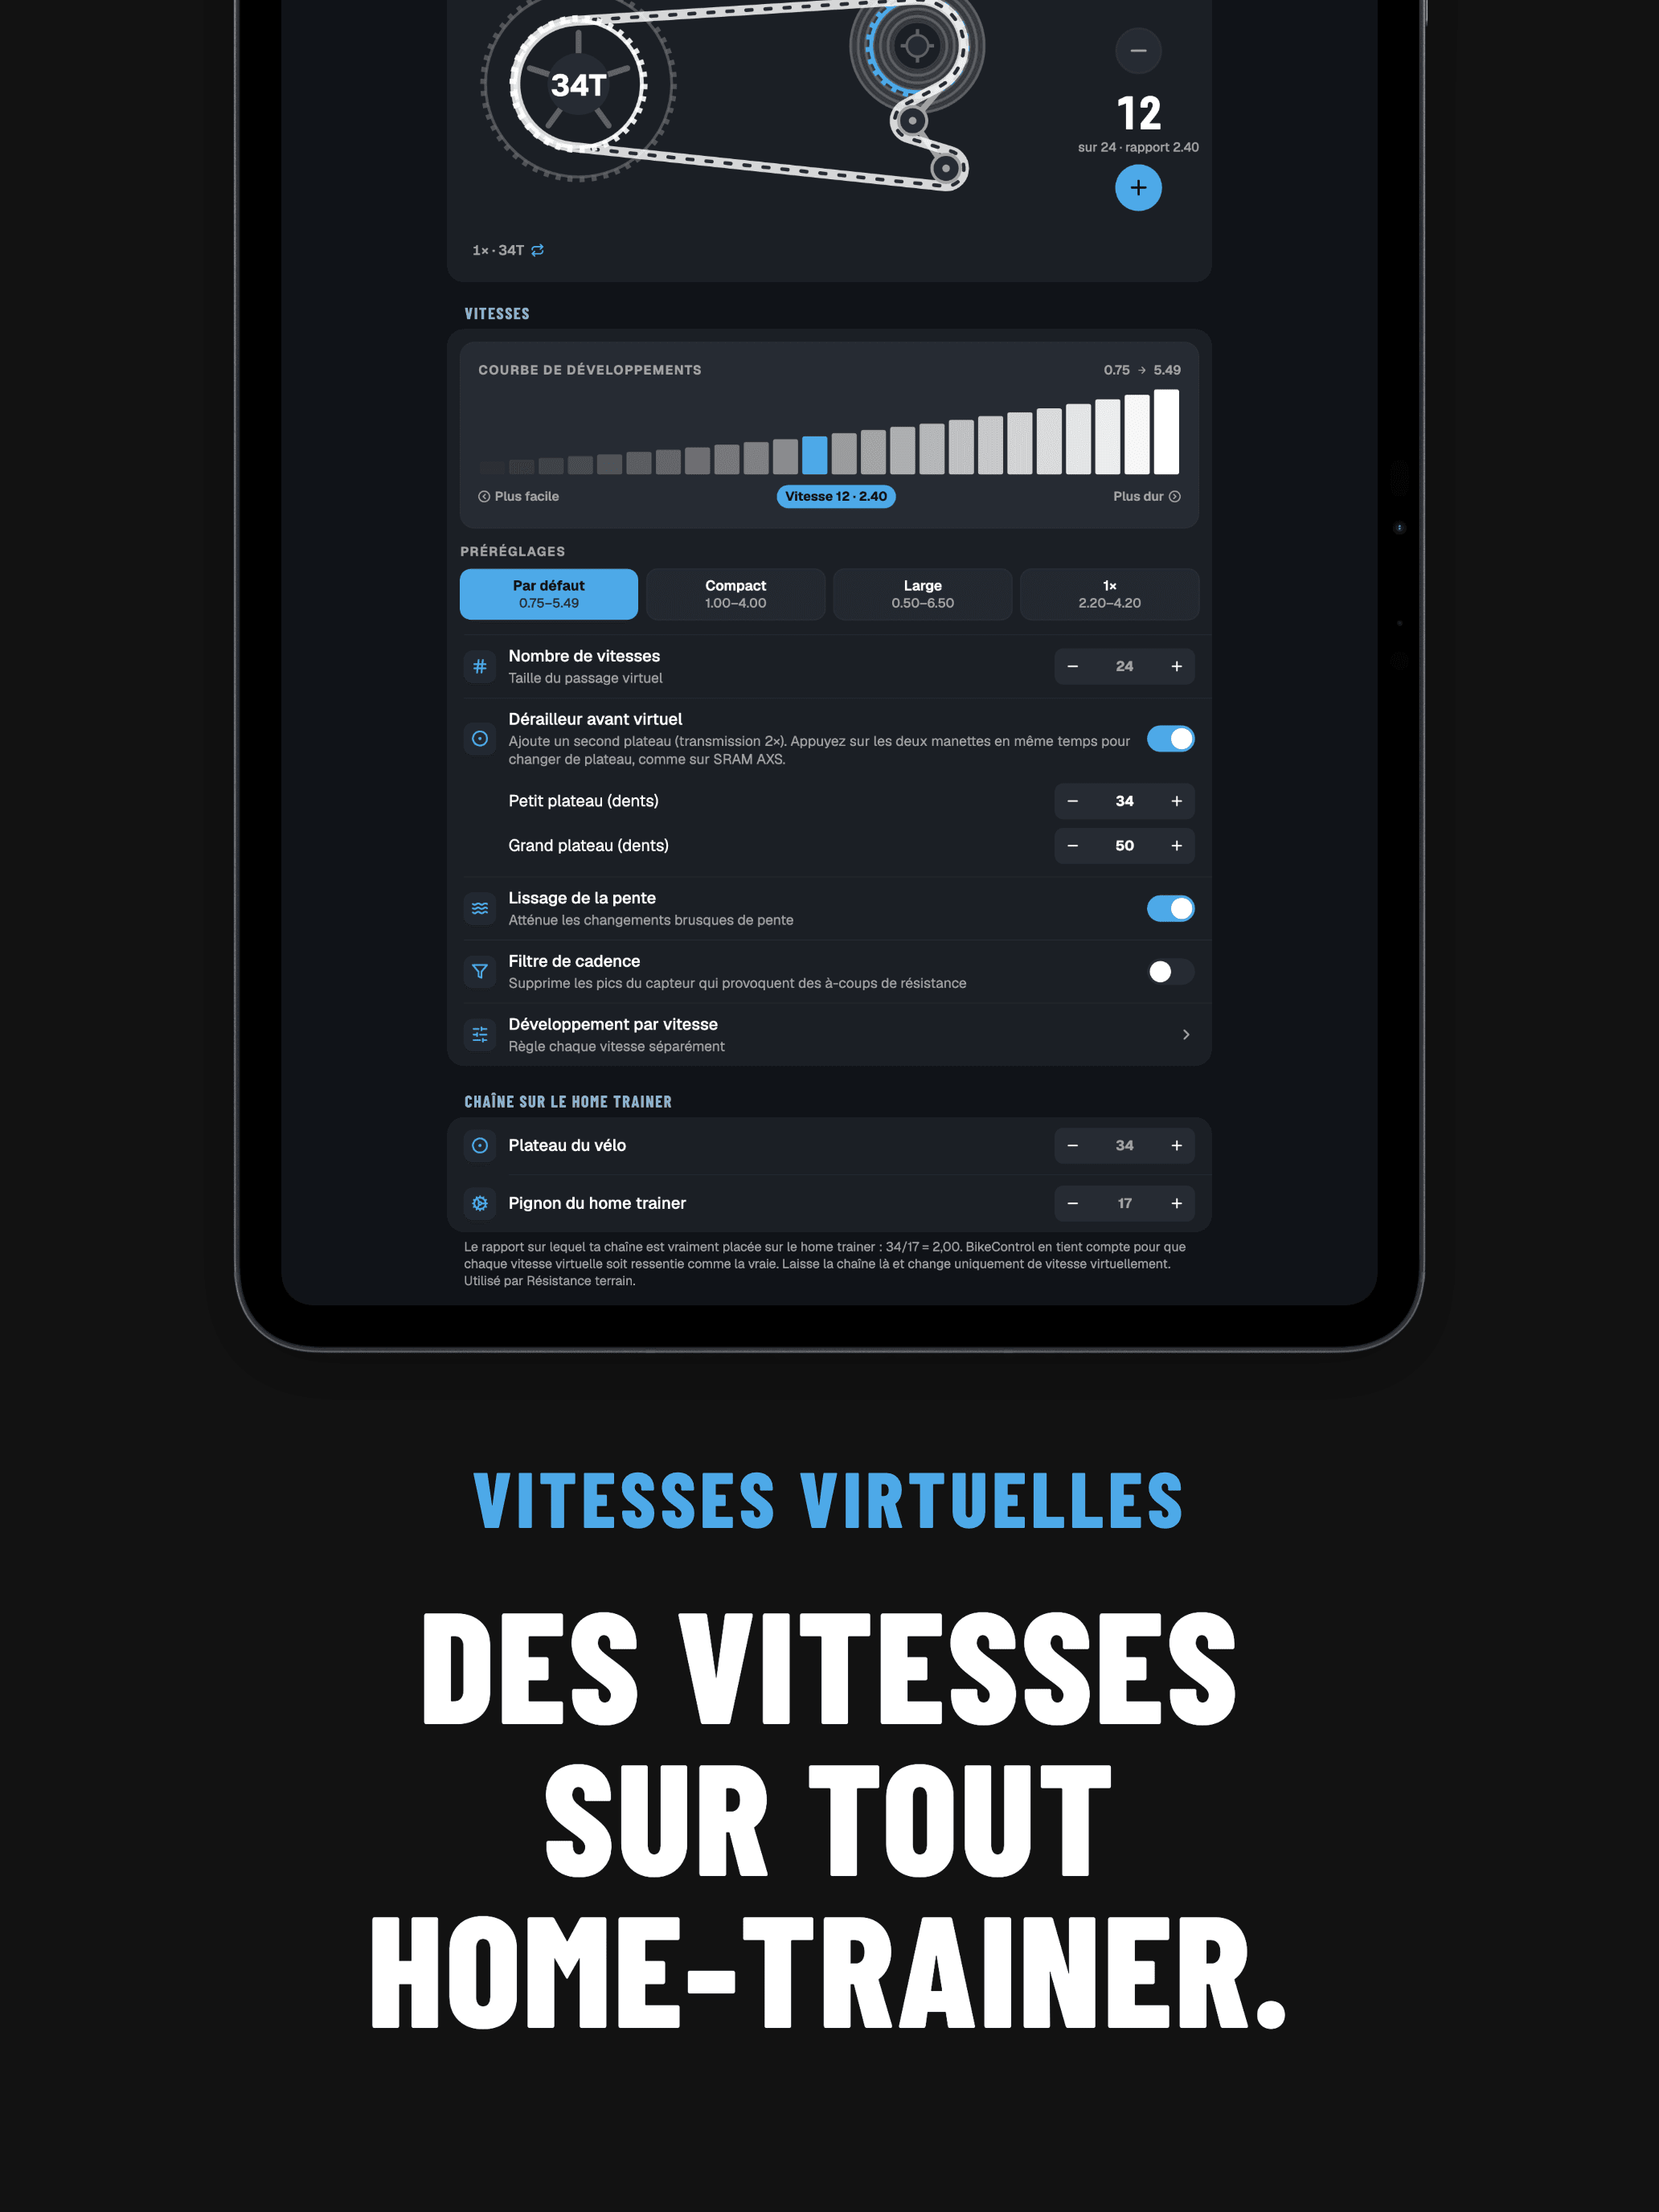 34T
12
sur 24 · rapport 2.40
1× · 34T
VITESSES
COURBE DE DÉVELOPPEMENTS
0.75 → 5.49
Plus facile
Vitesse 12 · 2.40
Plus dur
PRÉRÉGLAGES
Par défaut
0.75–5.49
Compact
1.00–4.00
Large
0.50–6.50
1×
2.20–4.20
Nombre de vitesses
Taille du passage virtuel
− 24 +
Dérailleur avant virtuel
Ajoute un second plateau (transmission 2×). Appuyez sur les deux manettes en même temps pour
changer de plateau, comme sur SRAM AXS.
Petit plateau (dents)
− 34 +
Grand plateau (dents)
− 50 +
Lissage de la pente
Atténue les changements brusques de pente
Filtre de cadence
Supprime les pics du capteur qui provoquent des à-coups de résistance
Développement par vitesse
Règle chaque vitesse séparément
CHAÎNE SUR LE HOME TRAINER
Plateau du vélo
− 34 +
Pignon du home trainer
− 17 +
Le rapport sur lequel ta chaîne est vraiment placée sur le home trainer : 34/17 = 2,00. BikeControl en tient compte pour que
chaque vitesse virtuelle soit ressentie comme la vraie. Laisse la chaîne là et change uniquement de vitesse virtuellement.
Utilisé par Résistance terrain.
VITESSES VIRTUELLES
DES VITESSES
SUR TOUT
HOME-TRAINER.